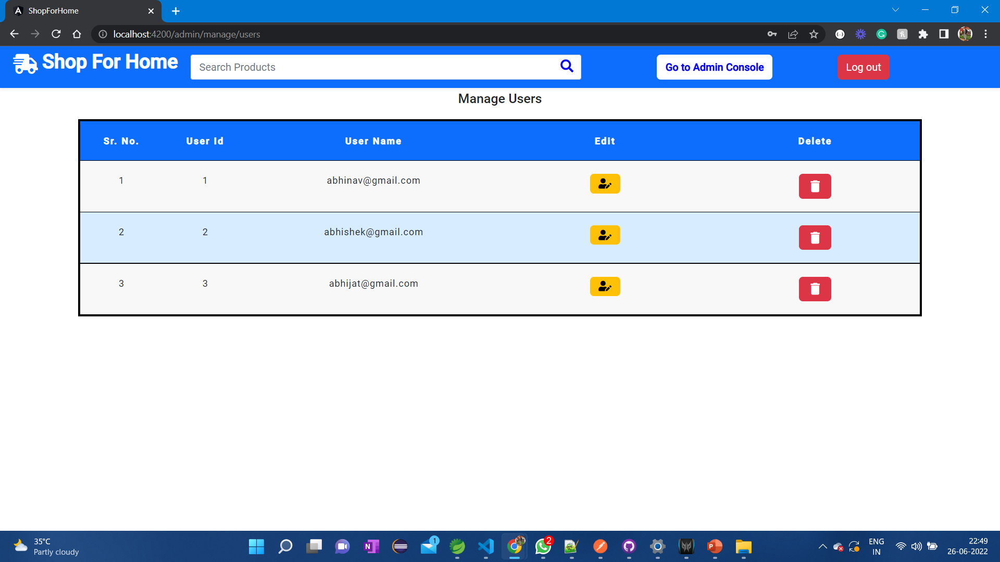 ShopForHome
localhost:4200/admin/manage/users
Shop For Home
Search Products
Go to Admin Console
Log out
Manage Users
Sr. No. User Id User Name Edit Delete
1 1 abhinav@gmail.com
2 2 abhishek@gmail.com
3 3 abhijat@gmail.com
35°C
Partly cloudy
1
2
ENG
IN
22:49
26-06-2022